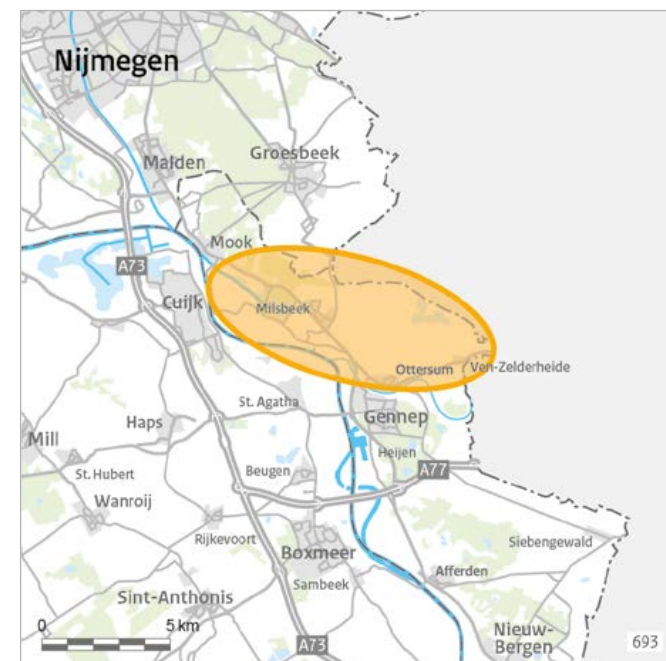 Nijmegen
Malden
Groesbeek
Mook
A73
Cuijk
Milsbeek
Ottersum
Ven-Zelderheide
St. Agatha
Gennep
Haps
Mill
Heijen
A77
St. Hubert
Beugen
Wanroij
Rijkevoort
Siebengewald
Boxmeer
Afferden
Sambeek
Sint-Anthonis
0
5 km
A73
Nieuw-
Bergen
693